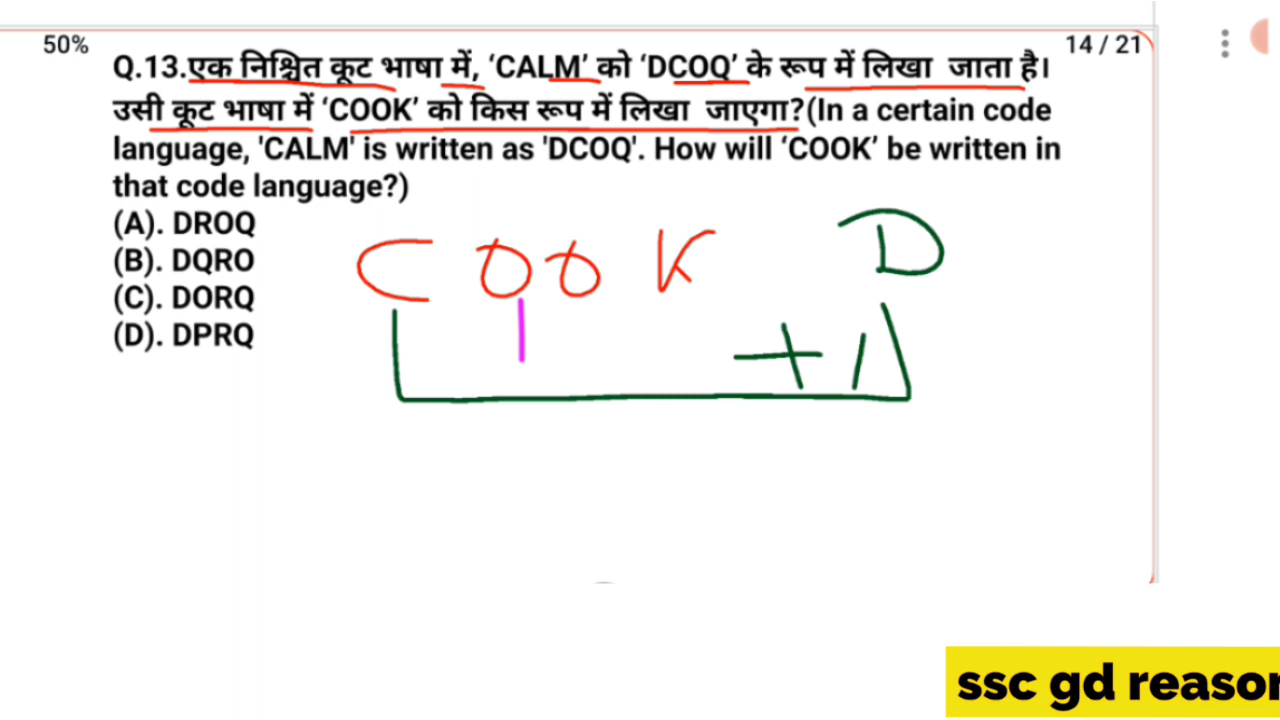 50%
14 / 21
Q.13.एक निश्चित कूट भाषा में, ‘CALM’ को ‘DCOQ’ के रूप में लिखा जाता है।
उसी कूट भाषा में ‘COOK’ को किस रूप में लिखा जाएगा?(In a certain code
language, 'CALM' is written as 'DCOQ'. How will ‘COOK’ be written in
that code language?)
(A). DROQ
(B). DQRO
(C). DORQ
(D). DPRQ
C O O K D
+1
ssc gd reasor